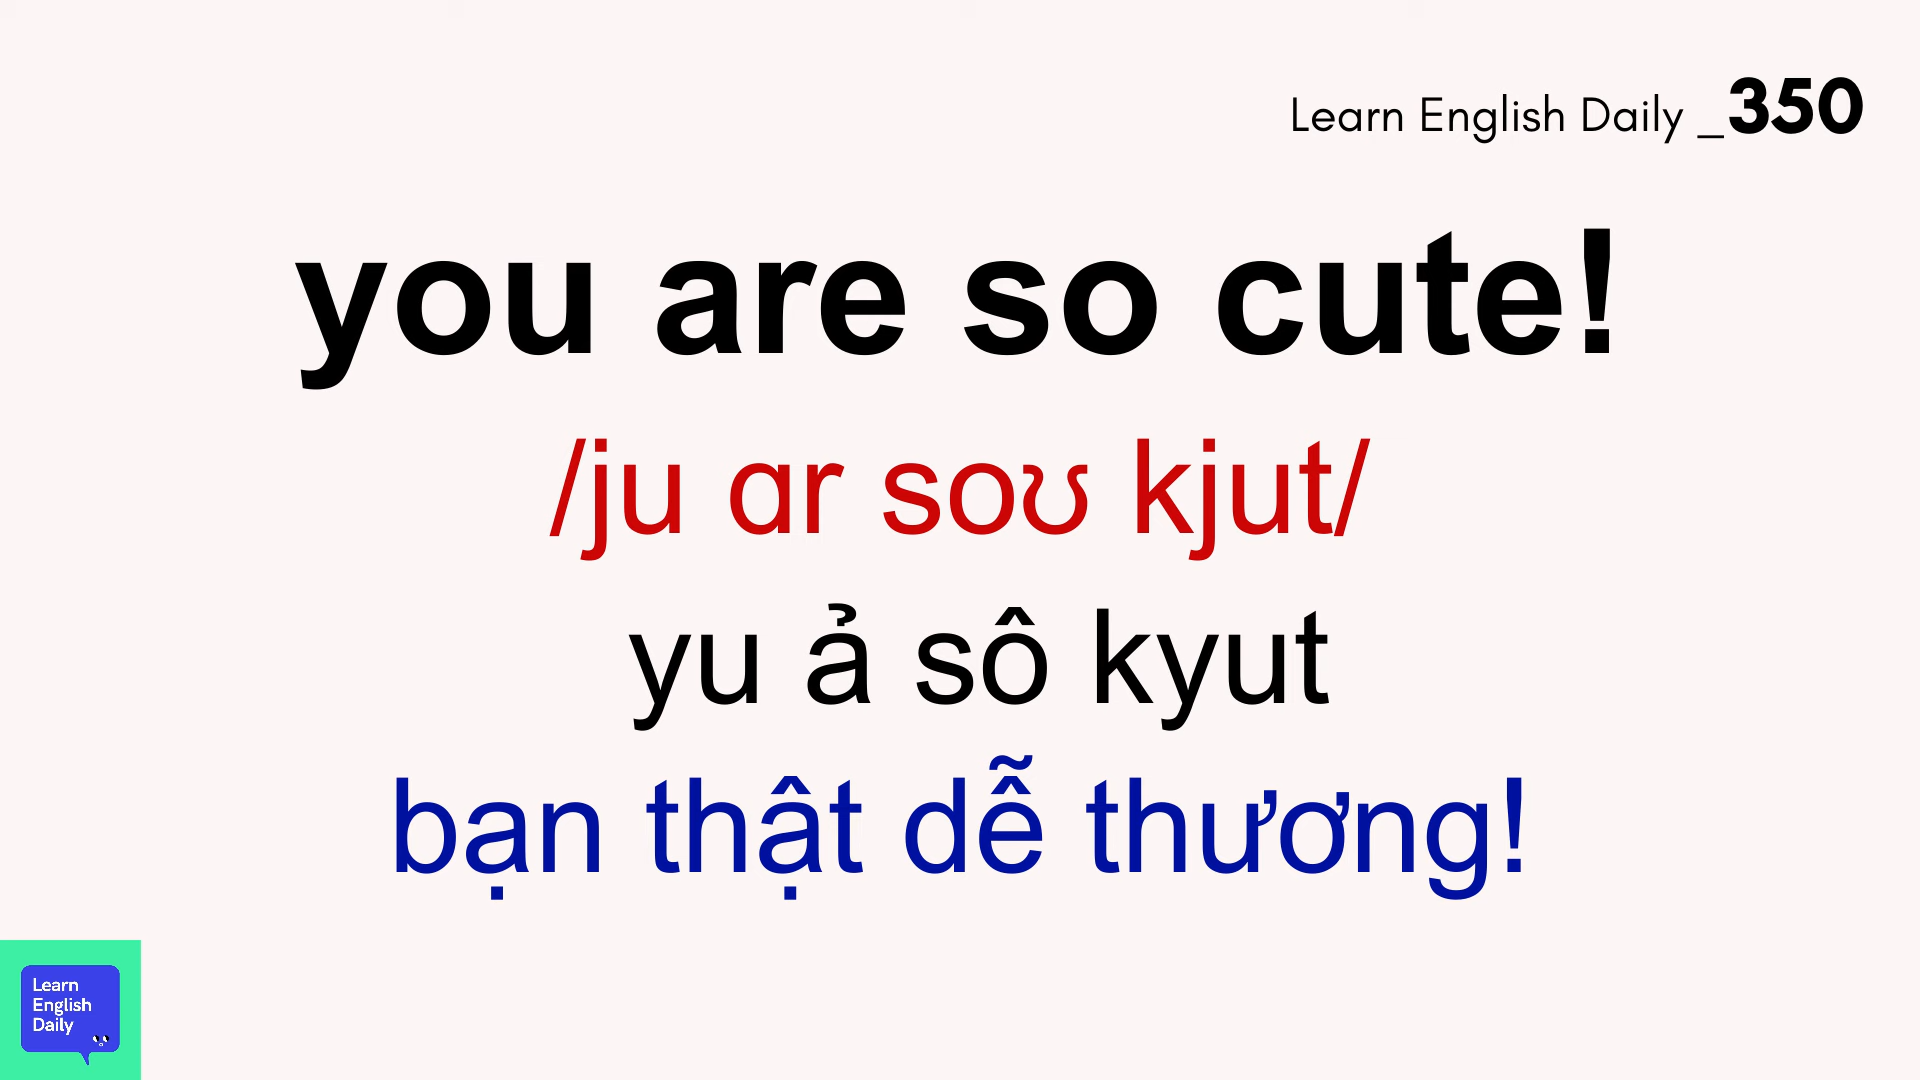 Learn English Daily _350
you are so cute!
/ju ɑr soʊ kjut/
yu ả sô kyut
bạn thật dễ thương!
Learn
English
Daily